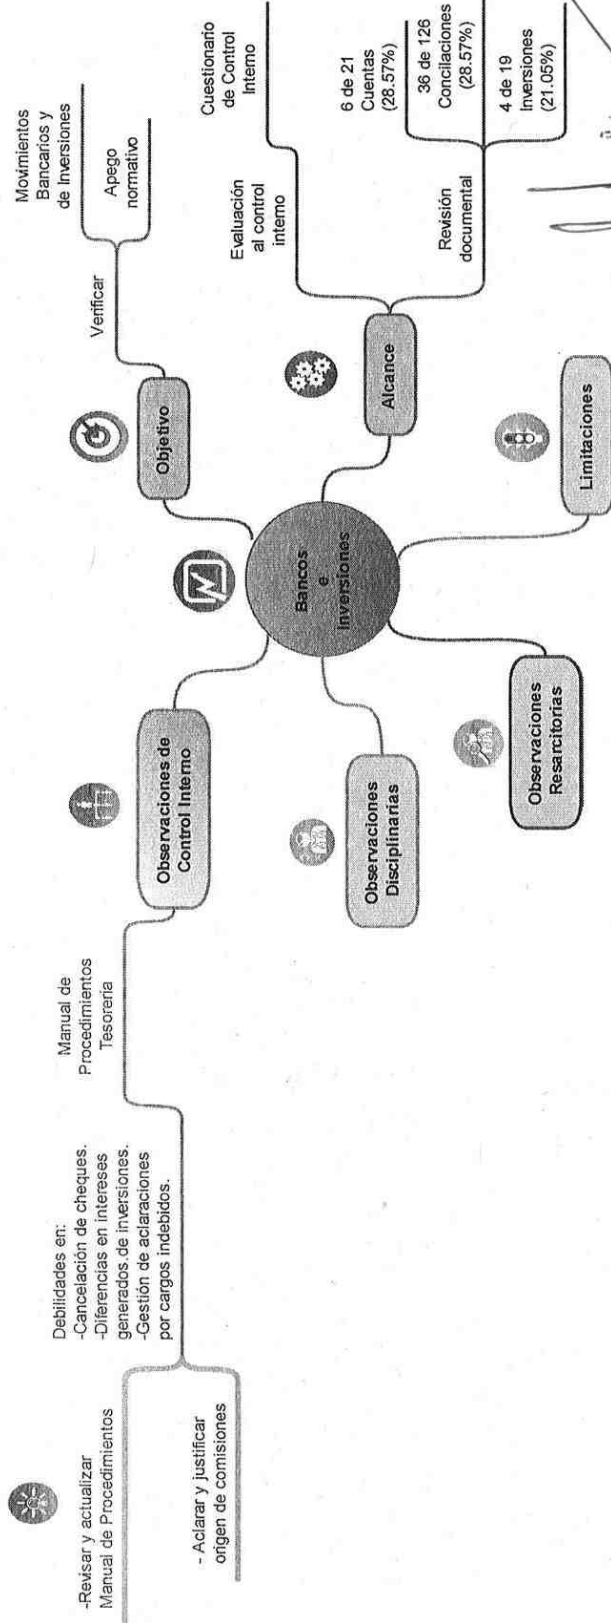 Movimientos
Bancarios y
de Inversiones
Apego
normativo
Verificar
Objetivo
Cuestionario
de Control
Interno
Evaluación
al control
interno
6 de 21
Cuentas
(28.57%)
36 de 126
Conciliaciones
(28.57%)
4 de 19
Inversiones
(21.05%)
Revisión
documental
Alcance
Limitaciones
Bancos
e
Inversiones
Observaciones
Resarcitorias
Observaciones
Disciplinarias
Observaciones de
Control Interno
Manual de
Procedimientos
Tesorería
Debilidades en:
-Cancelación de cheques.
-Diferencias en intereses
generados de inversiones.
-Gestión de aclaraciones
por cargos indebidos.
-Revisar y actualizar
Manual de Procedimientos
- Aclarar y justificar
origen de comisiones